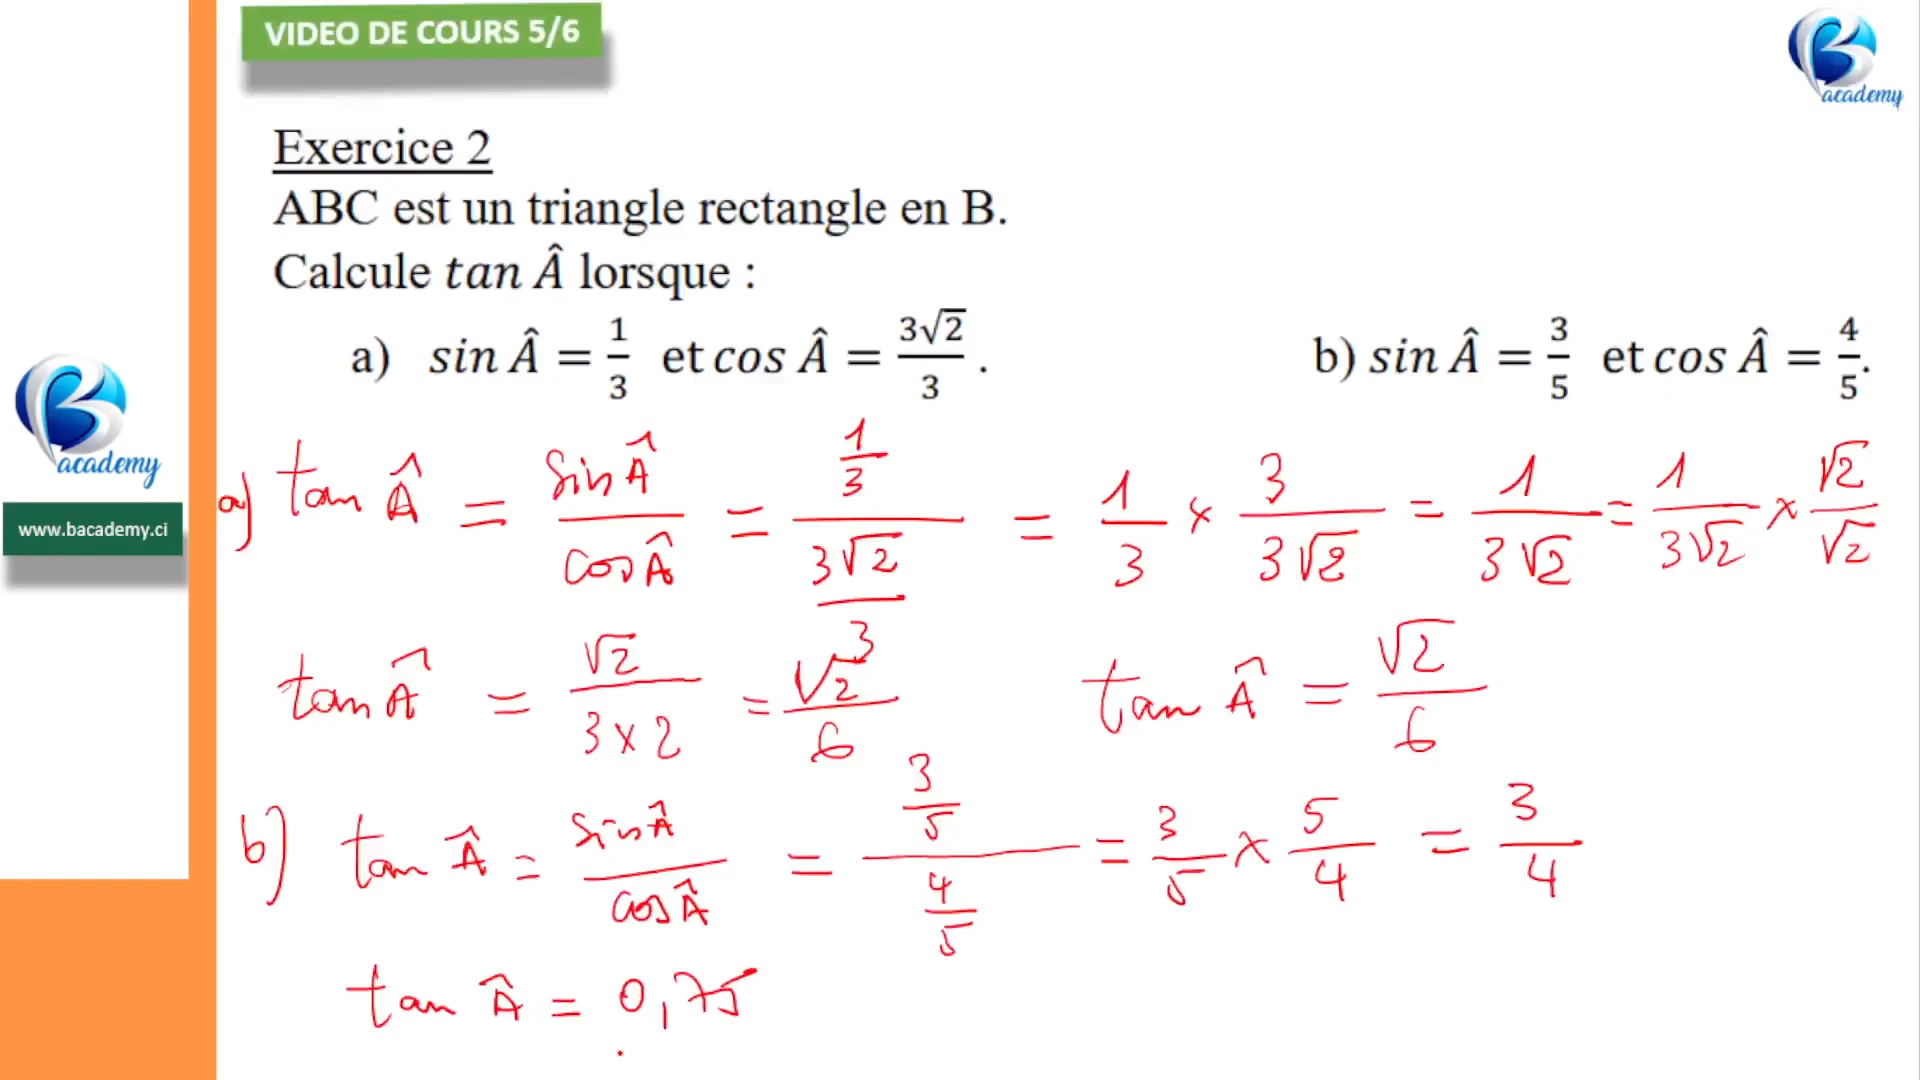 VIDEO DE COURS 5/6
B academy
Exercice 2
ABC est un triangle rectangle en B.
Calcule tan Â lorsque :
a) sin Â = 1/3 et cos Â = 3√2/3 .
b) sin Â = 3/5 et cos Â = 4/5.
B academy
www.bacademy.ci
a) tan Â = sin Â / cos Â = (1/3) / (3√2/3) = 1/3 × 3/(3√2) = 1/(3√2) = 1/(3√2) × √2/√2
tan Â = √2/(3×2) = √2/6
tan Â = √2/6
b) tan Â = sin Â / cos Â = (3/5) / (4/5) = 3/5 × 5/4 = 3/4
tan Â = 0,75